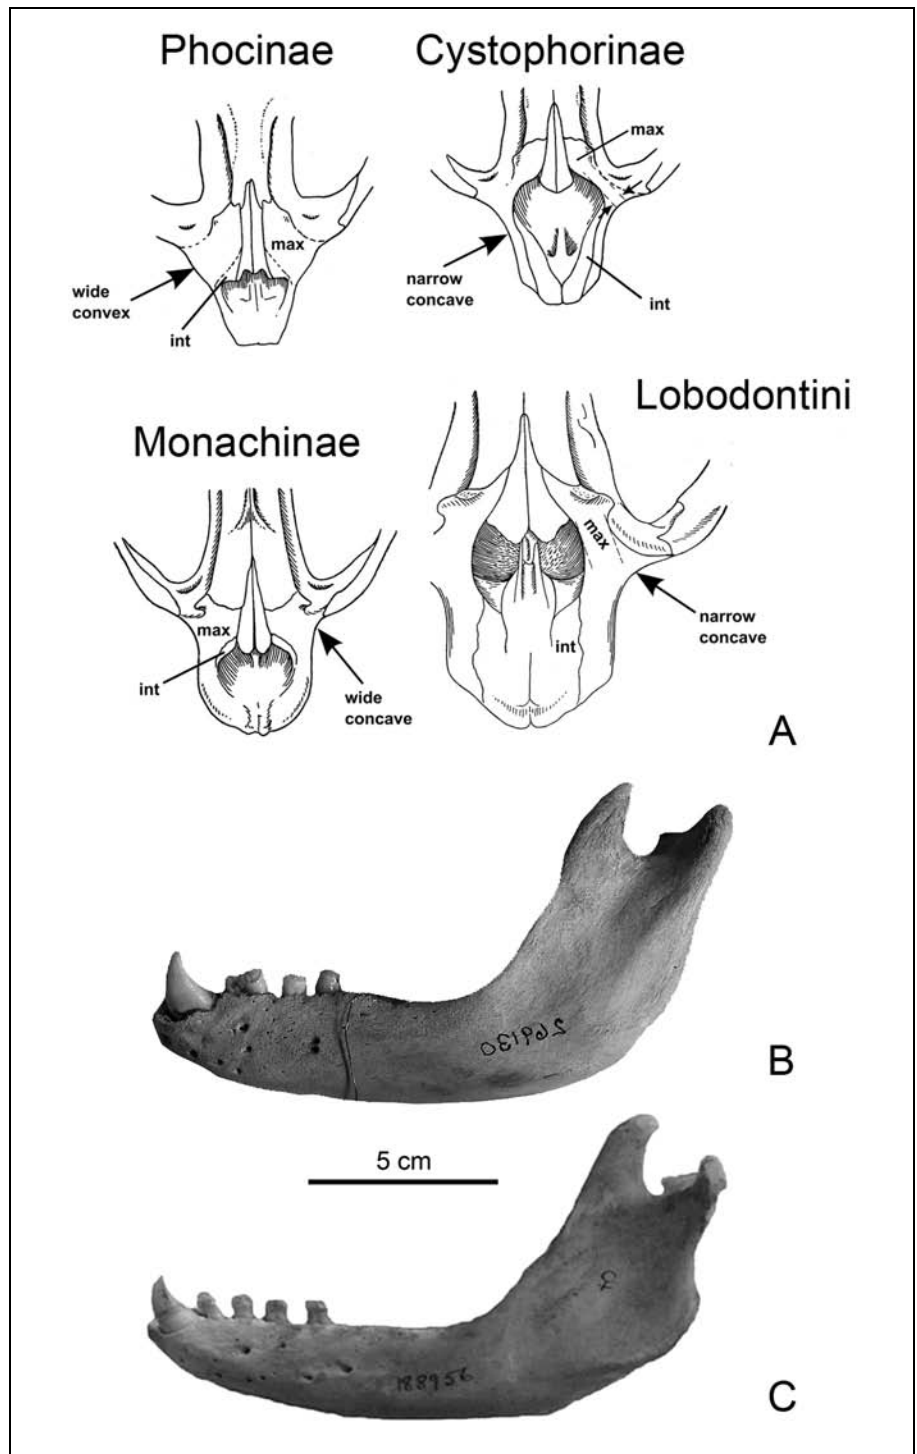 Phocinae
Cystophorinae
max
max
wide
convex
int
narrow
concave
int
Lobodontini
Monachinae
max
max
int
wide
concave
int
narrow
concave
A
269130
B
5 cm
3
188956
C